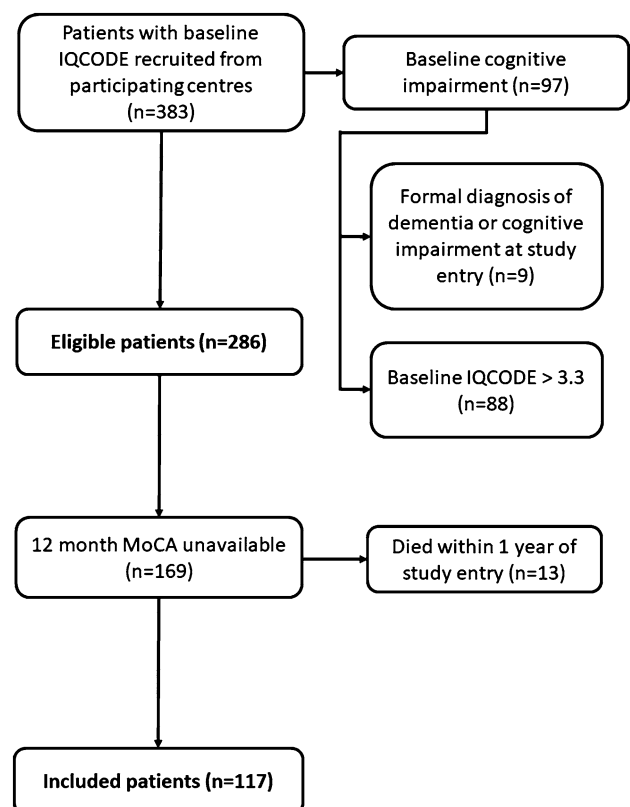 Patients with baseline
IQCODE recruited from
participating centres
(n=383)
Baseline cognitive
impairment (n=97)
Formal diagnosis of
dementia or cognitive
impairment at study
entry (n=9)
Eligible patients (n=286)
Baseline IQCODE > 3.3
(n=88)
12 month MoCA unavailable
(n=169)
Died within 1 year of
study entry (n=13)
Included patients (n=117)